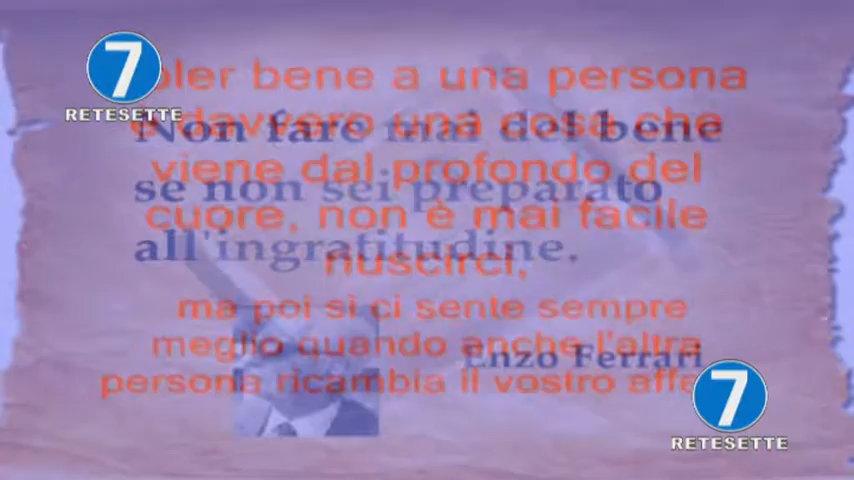 7
RETESETTE
oler bene a una persona
è davvero una cosa che
viene dal profondo del
cuore, non è mai facile
riuscirci,
ma poi si ci sente sempre
meglio quando anche l'altra
persona ricambia il vostro affe
Non fare mai del bene
se non sei preparato
all'ingratitudine.
Enzo Ferrari
7
RETESETTE